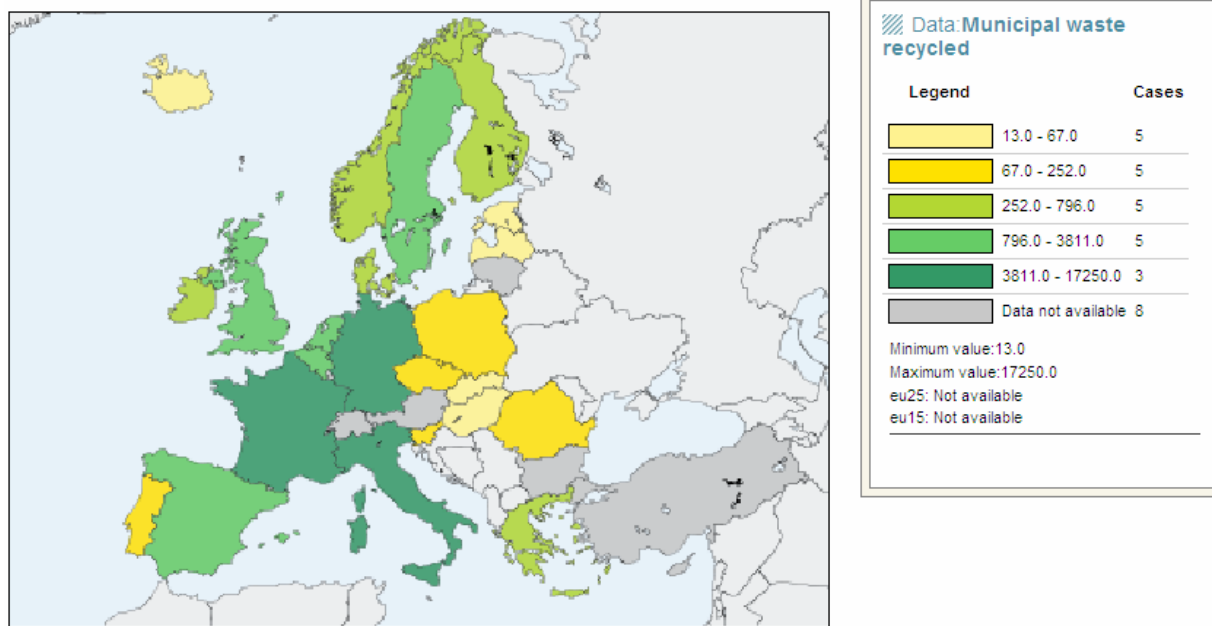 Data:Municipal waste
recycled
Legend Cases
13.0 - 67.0 5
67.0 - 252.0 5
252.0 - 796.0 5
796.0 - 3811.0 5
3811.0 - 17250.0 3
Data not available 8
Minimum value:13.0
Maximum value:17250.0
eu25: Not available
eu15: Not available